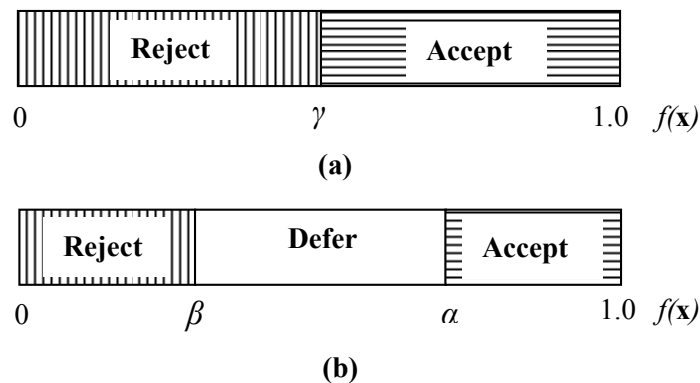 Reject Accept
0 γ 1.0 f(x)
(a)
Reject Defer Accept
0 β α 1.0 f(x)
(b)